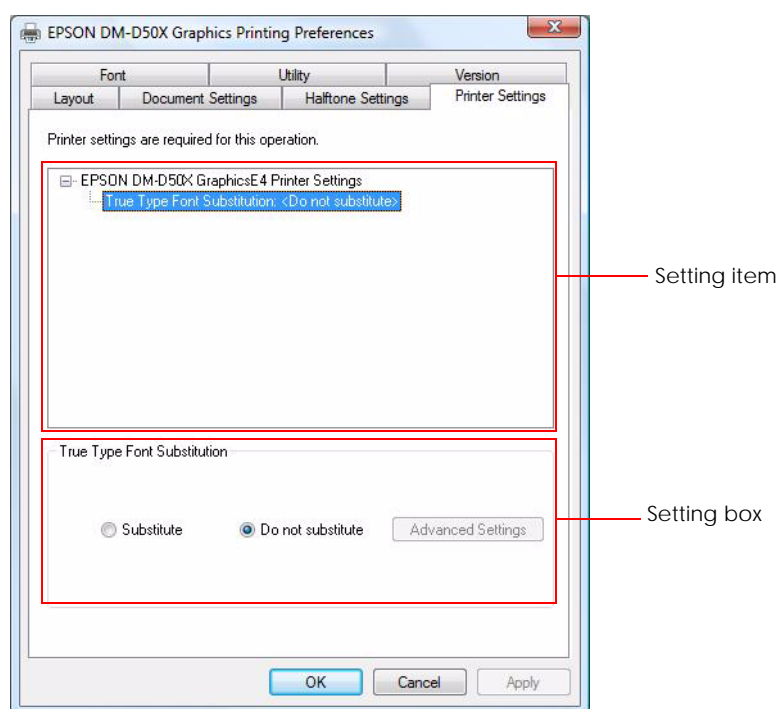 EPSON DM-D50X Graphics Printing Preferences
Font Utility Version
Layout Document Settings Halftone Settings Printer Settings
Printer settings are required for this operation.
EPSON DM-D50X GraphicsE4 Printer Settings
True Type Font Substitution: <Do not substitute>
Setting item
True Type Font Substitution
Substitute Do not substitute Advanced Settings
Setting box
OK Cancel Apply